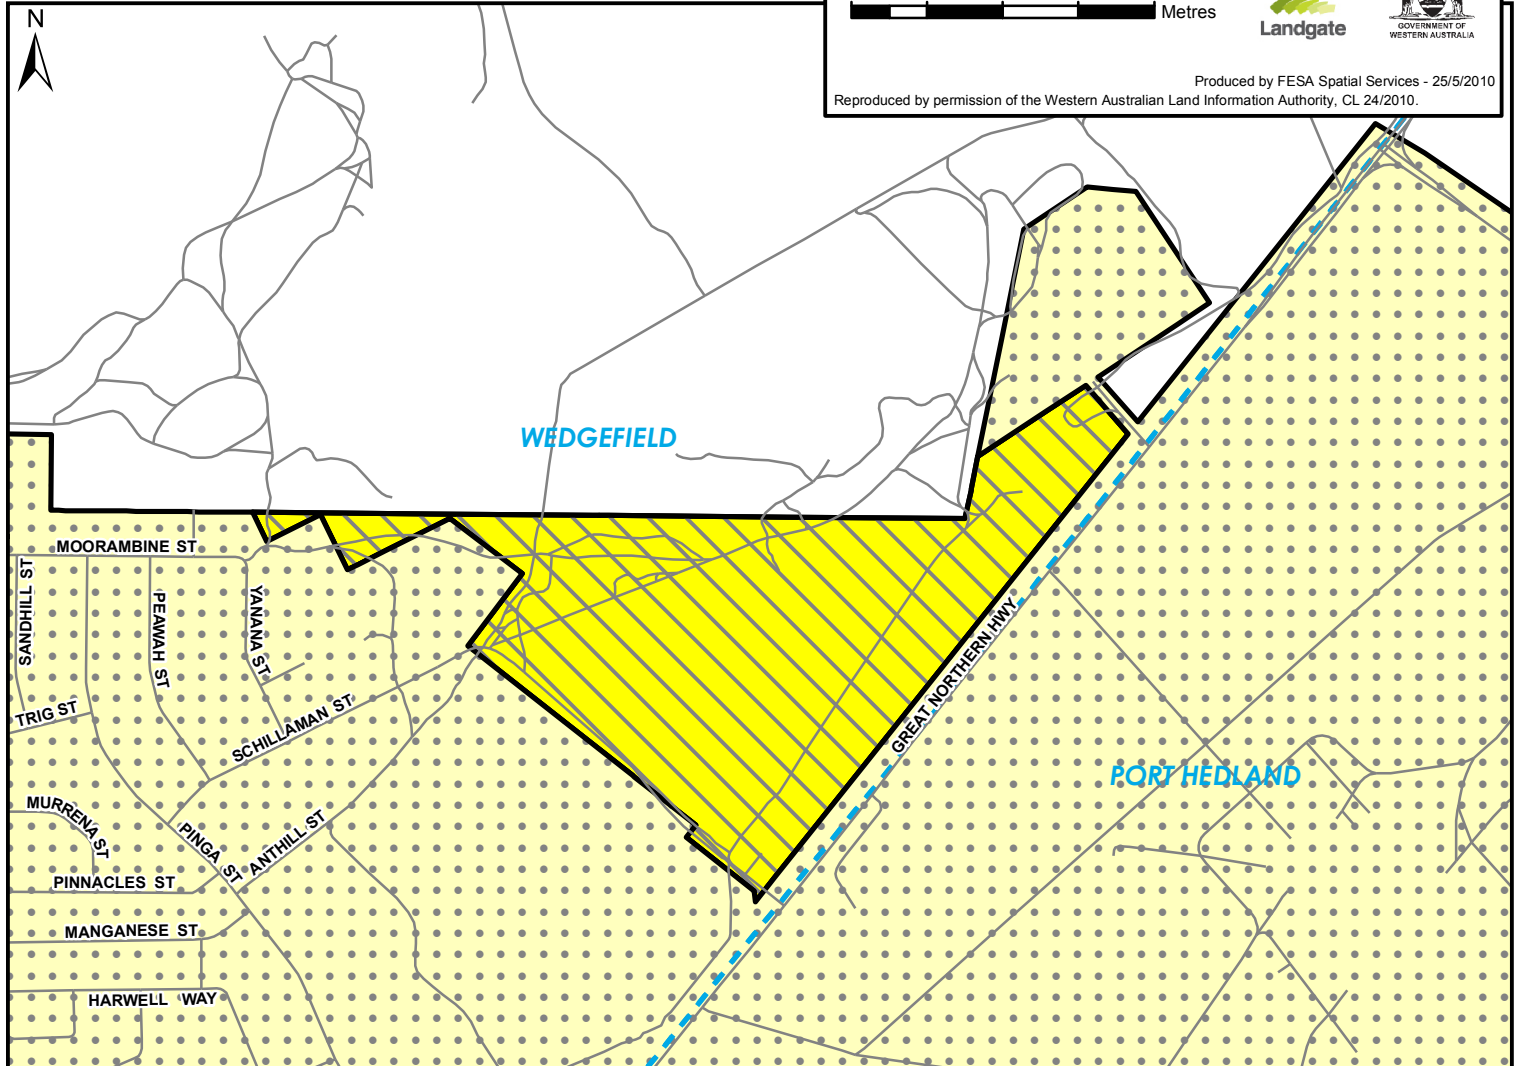 N
Metres
Landgate
GOVERNMENT OF
WESTERN AUSTRALIA
Produced by FESA Spatial Services - 25/5/2010
Reproduced by permission of the Western Australian Land Information Authority, CL 24/2010.
WEDGEFIELD
MOORAMBINE ST
SANDHILL ST
PEAWAH ST
YANANA ST
TRIG ST
SCHILLAMAN ST
GREAT NORTHERN HWY
PORT HEDLAND
MURRENA ST
PINGA ST
ANTHILL ST
PINNACLES ST
MANGANESE ST
HARWELL WAY